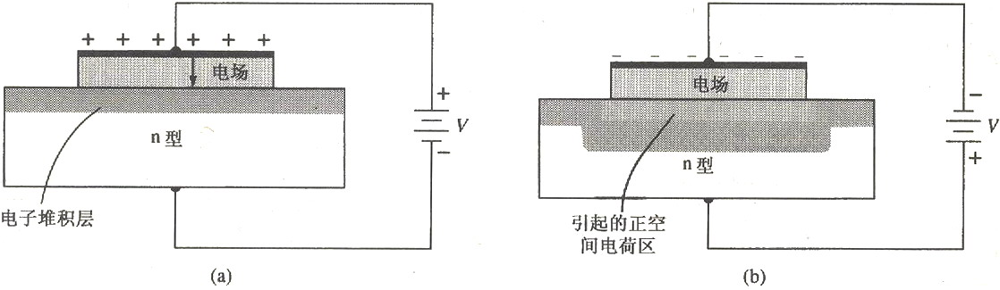 + + + + + +
电场
+
V
−
n 型
电子堆积层
(a)
− − − − − −
电场
−
V
+
n 型
引起的正空
间电荷区
(b)